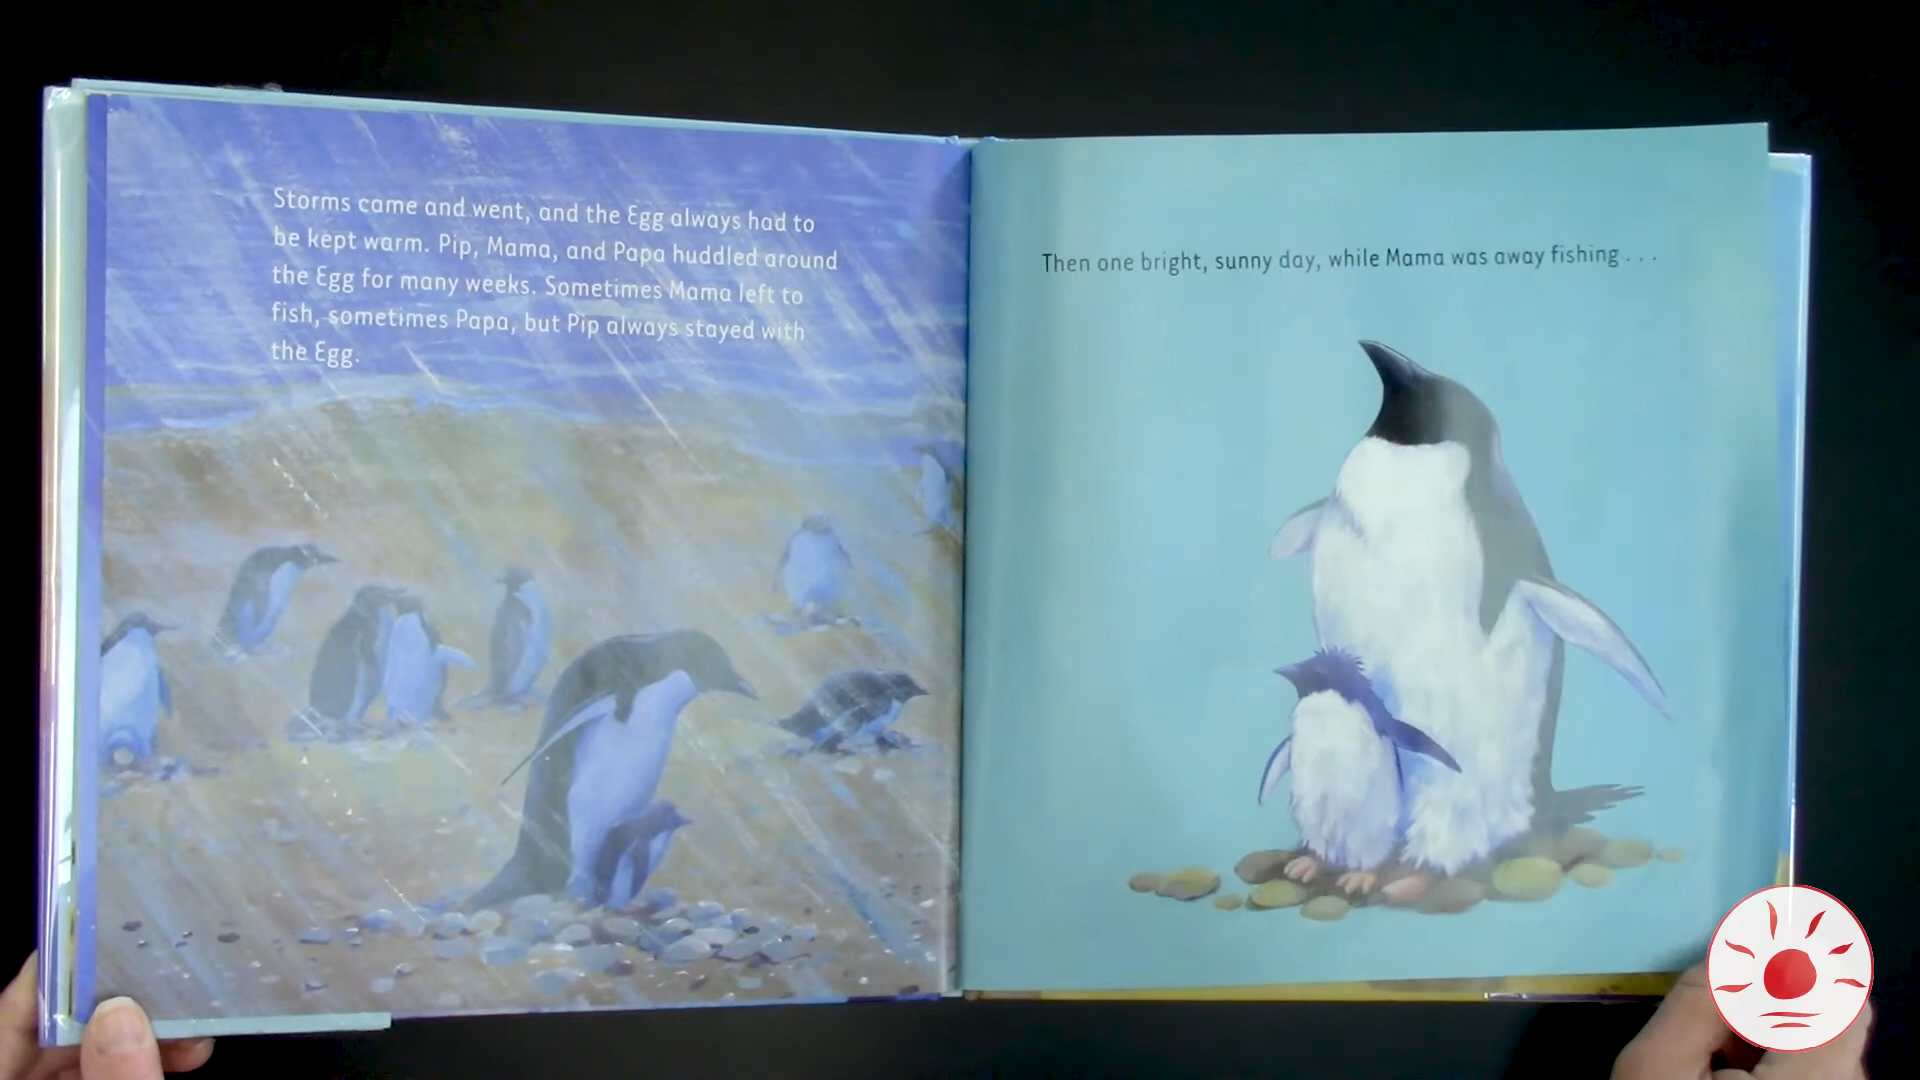 Storms came and went, and the Egg always had to
be kept warm. Pip, Mama, and Papa huddled around
the Egg for many weeks. Sometimes Mama left to
fish, sometimes Papa, but Pip always stayed with
the Egg.
Then one bright, sunny day, while Mama was away fishing . . .